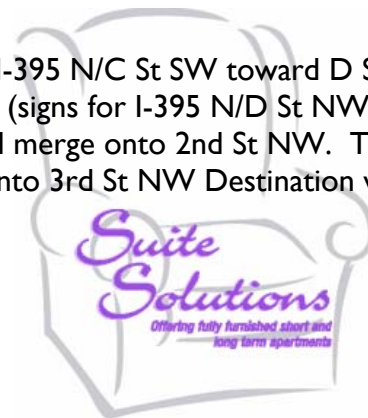 I-395 N/C St SW toward D S
(signs for I-395 N/D St NW
l merge onto 2nd St NW. T
nto 3rd St NW Destination v
Suite
Solutions
Offering fully furnished short and
long term apartments